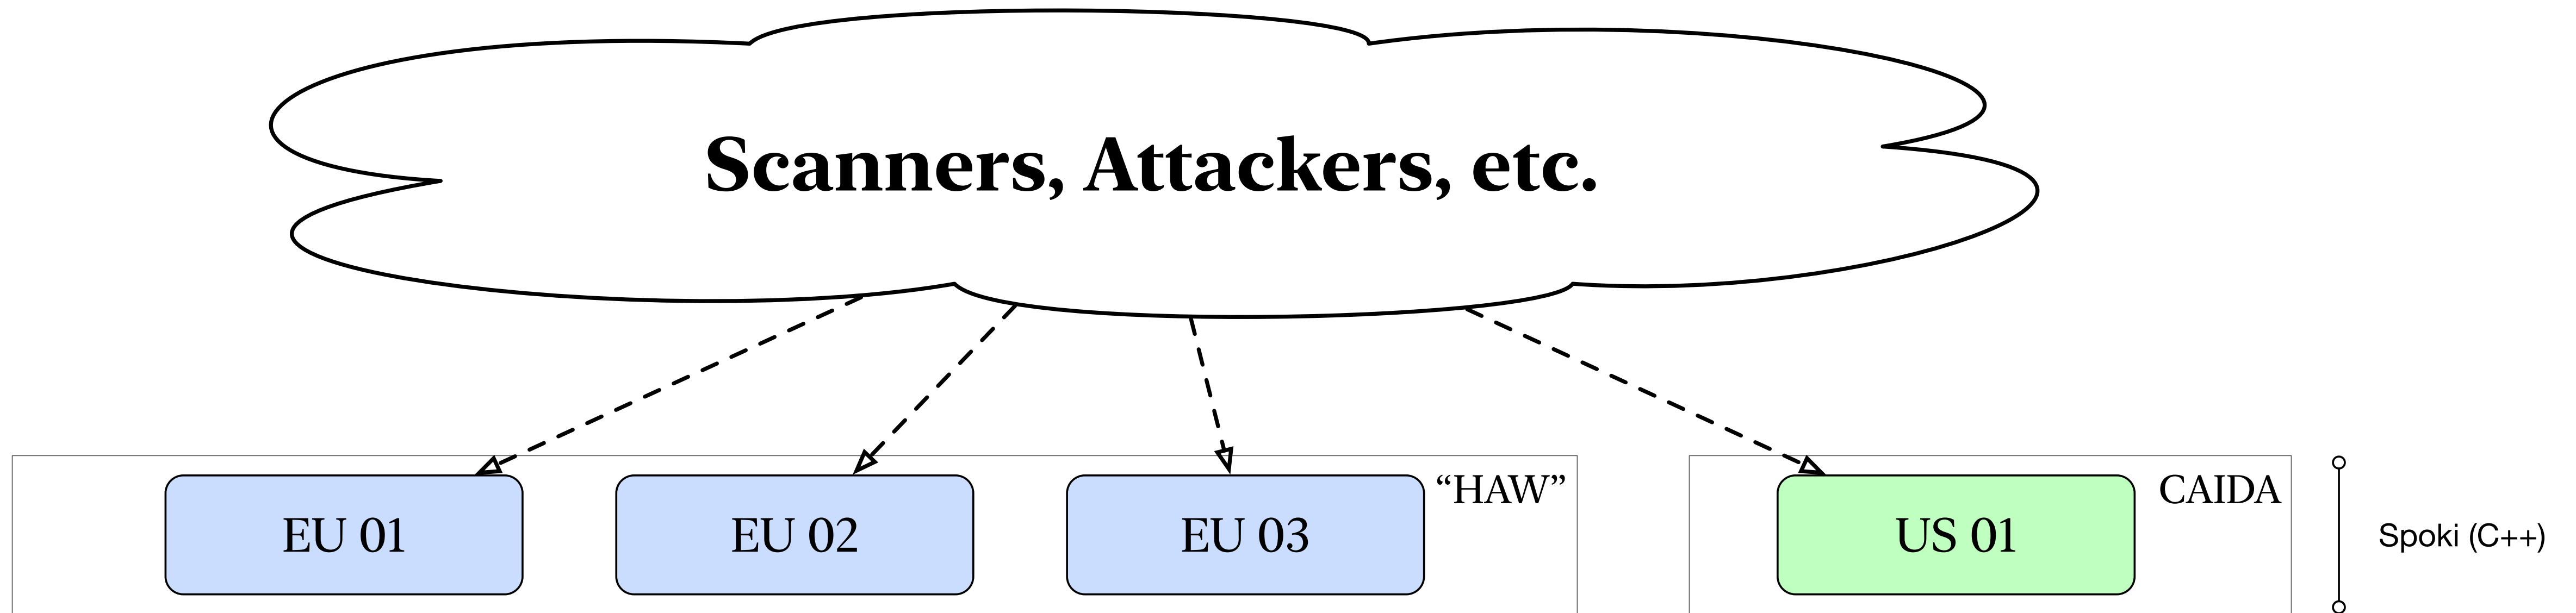 Scanners, Attackers, etc.
“HAW”
CAIDA
EU 01
EU 02
EU 03
US 01
Spoki (C++)